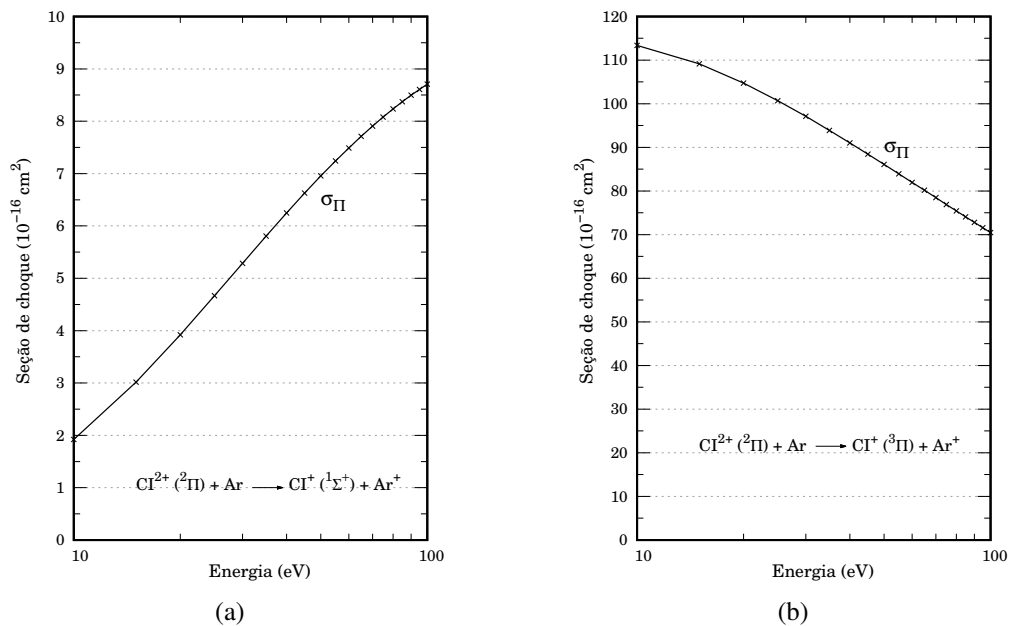 10
9
8
7
6
5
4
3
2
1
0
Seção de choque (10⁻¹⁶ cm²)
σ_Π
CI²⁺ (²Π) + Ar ⟶ CI⁺ (¹Σ⁺) + Ar⁺
10 100
Energia (eV)
(a)
120
110
100
90
80
70
60
50
40
30
20
10
0
Seção de choque (10⁻¹⁶ cm²)
σ_Π
CI²⁺ (²Π) + Ar ⟶ CI⁺ (³Π) + Ar⁺
10 100
Energia (eV)
(b)